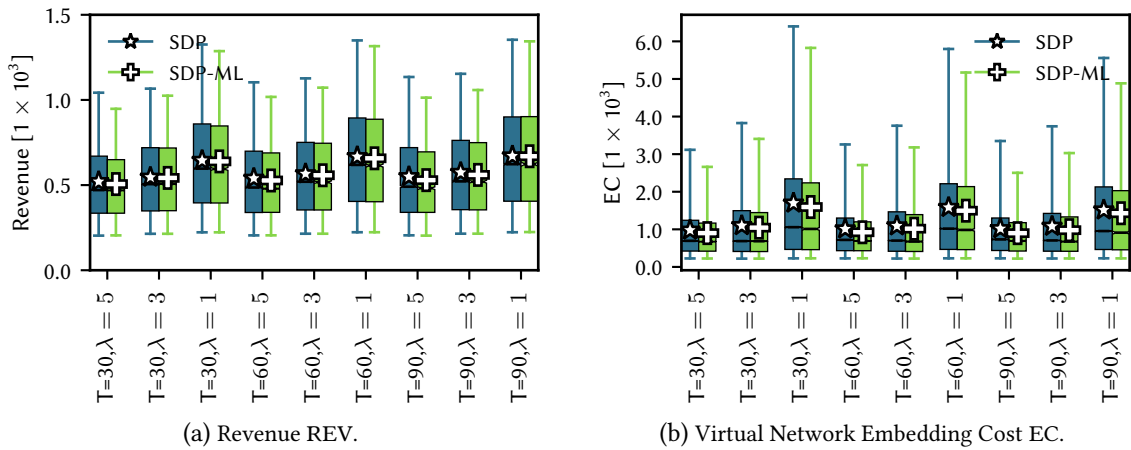 Revenue [1 × 10³]
1.5
1.0
0.5
0.0
SDP
SDP-ML
T=30,λ = 5
T=30,λ = 3
T=30,λ = 1
T=60,λ = 5
T=60,λ = 3
T=60,λ = 1
T=90,λ = 5
T=90,λ = 3
T=90,λ = 1
(a) Revenue REV.
EC [1 × 10³]
6.0
5.0
4.0
3.0
2.0
1.0
0.0
SDP
SDP-ML
T=30,λ = 5
T=30,λ = 3
T=30,λ = 1
T=60,λ = 5
T=60,λ = 3
T=60,λ = 1
T=90,λ = 5
T=90,λ = 3
T=90,λ = 1
(b) Virtual Network Embedding Cost EC.